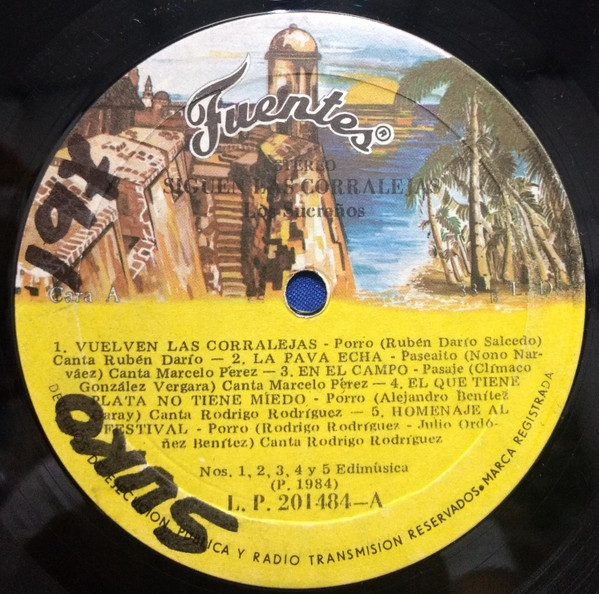 Fuentes®
STEREO
SIGUEN LAS CORRALEJAS
Los Sucreños
Cara A
1. VUELVEN LAS CORRALEJAS - Porro (Rubén Darío Salcedo)
Canta Rubén Darío — 2. LA PAVA ECHA - Paseaito (Nono Nar-
váez) Canta Marcelo Pérez — 3. EN EL CAMPO - Pasaje (Clímaco
González Vergara) Canta Marcelo Pérez — 4. EL QUE TIENE
PLATA NO TIENE MIEDO - Porro (Alejandro Benítez
Garay) Canta Rodrigo Rodríguez — 5. HOMENAJE AL
FESTIVAL - Porro (Rodrigo Rodríguez - Julio Ordó-
ñez Benítez) Canta Rodrigo Rodríguez
Nos. 1, 2, 3, 4 y 5 Edimúsica
(P. 1984)
L. P. 201484-A
PUBLICA Y RADIO TRANSMISION RESERVADOS. MARCA REGISTRADA
761
SUKO